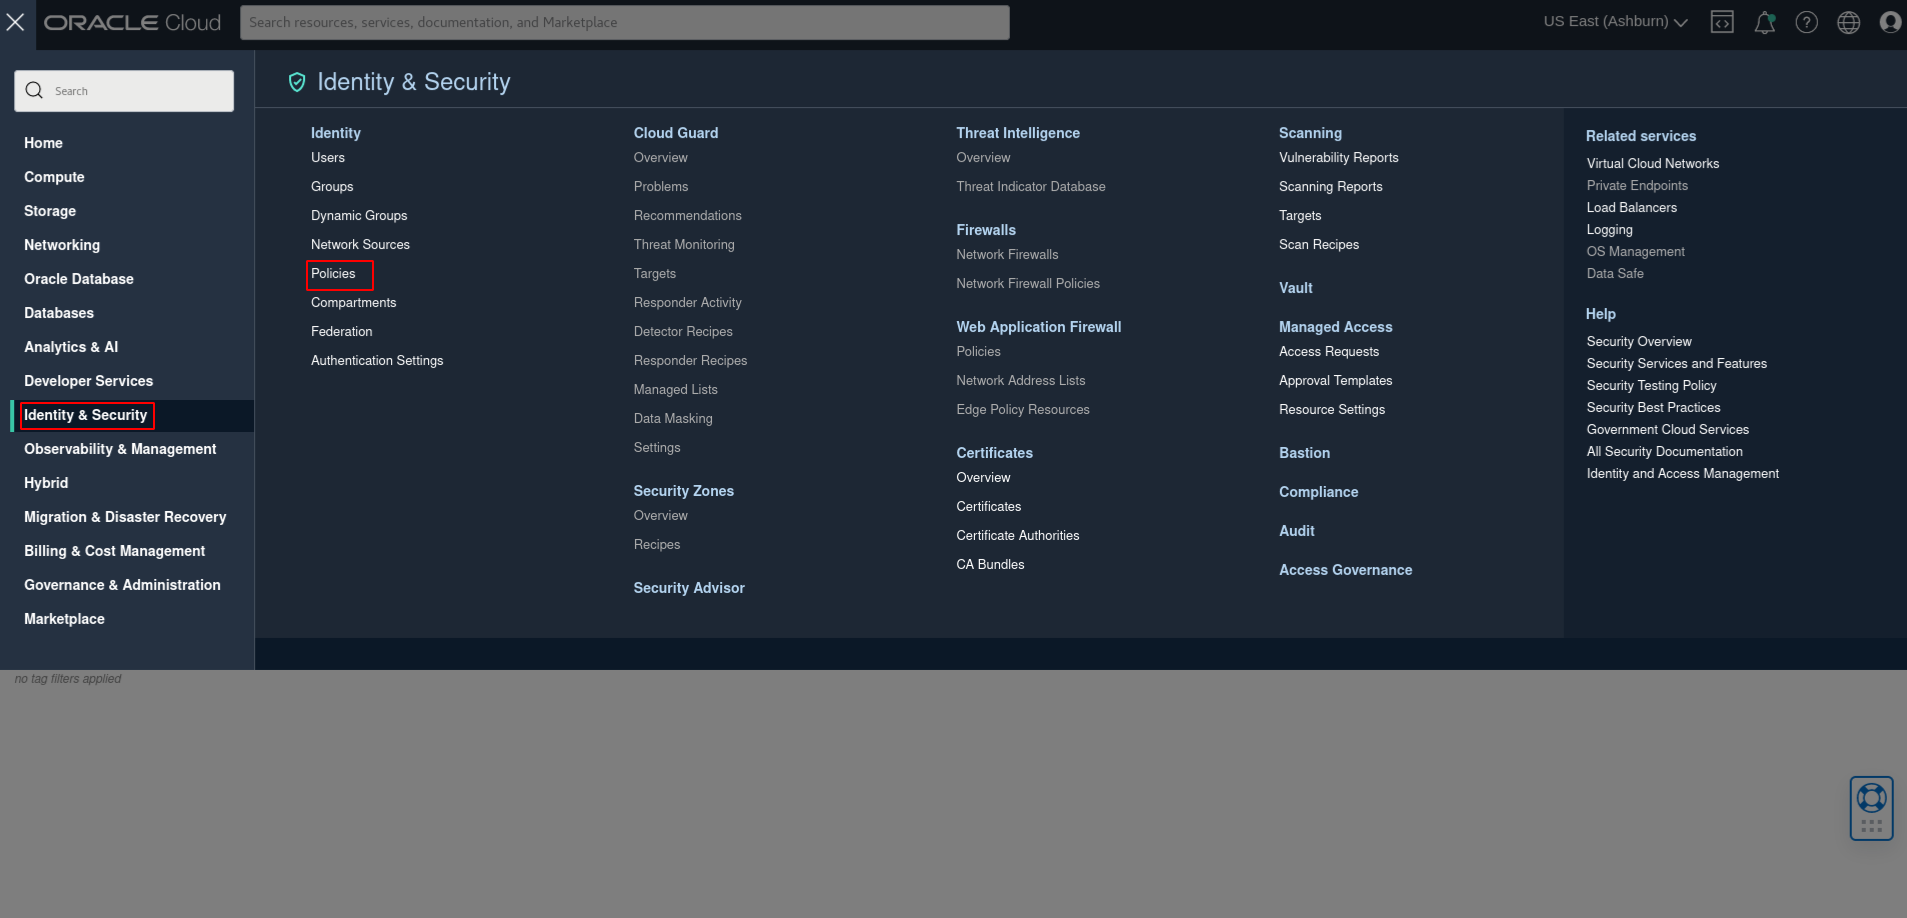 ORACLE Cloud
Search resources, services, documentation, and Marketplace
US East (Ashburn)
Search
Home
Compute
Storage
Networking
Oracle Database
Databases
Analytics & AI
Developer Services
Identity & Security
Observability & Management
Hybrid
Migration & Disaster Recovery
Billing & Cost Management
Governance & Administration
Marketplace
Identity & Security
Identity
Users
Groups
Dynamic Groups
Network Sources
Policies
Compartments
Federation
Authentication Settings
Cloud Guard
Overview
Problems
Recommendations
Threat Monitoring
Targets
Responder Activity
Detector Recipes
Responder Recipes
Managed Lists
Data Masking
Settings
Security Zones
Overview
Recipes
Security Advisor
Threat Intelligence
Overview
Threat Indicator Database
Firewalls
Network Firewalls
Network Firewall Policies
Web Application Firewall
Policies
Network Address Lists
Edge Policy Resources
Certificates
Overview
Certificates
Certificate Authorities
CA Bundles
Scanning
Vulnerability Reports
Scanning Reports
Targets
Scan Recipes
Vault
Managed Access
Access Requests
Approval Templates
Resource Settings
Bastion
Compliance
Audit
Access Governance
Related services
Virtual Cloud Networks
Private Endpoints
Load Balancers
Logging
OS Management
Data Safe
Help
Security Overview
Security Services and Features
Security Testing Policy
Security Best Practices
Government Cloud Services
All Security Documentation
Identity and Access Management
no tag filters applied